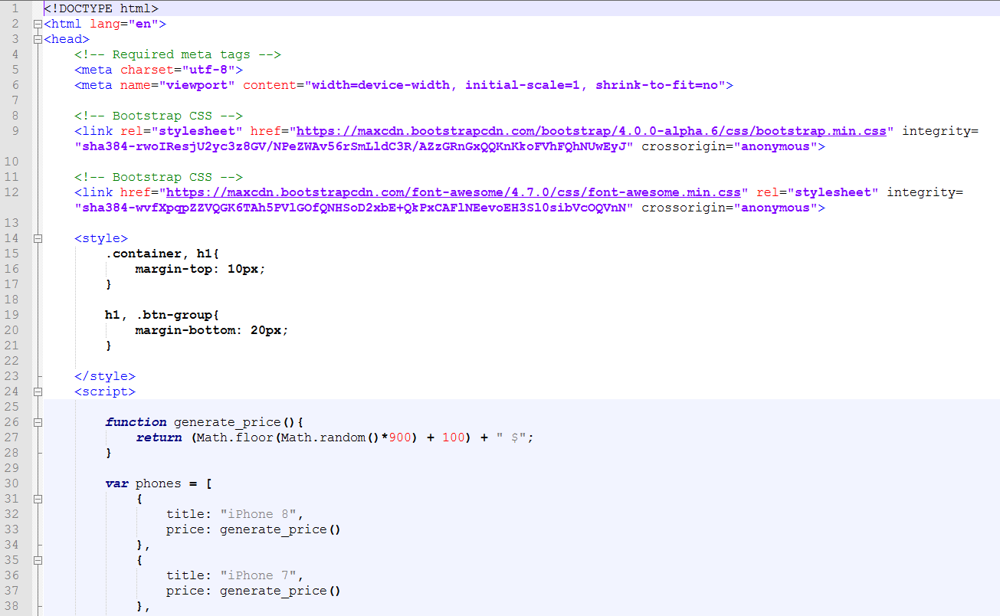 1 <!DOCTYPE html>
2 <html lang="en">
3 <head>
4 <!-- Required meta tags -->
5 <meta charset="utf-8">
6 <meta name="viewport" content="width=device-width, initial-scale=1, shrink-to-fit=no">
7
8 <!-- Bootstrap CSS -->
9 <link rel="stylesheet" href="https://maxcdn.bootstrapcdn.com/bootstrap/4.0.0-alpha.6/css/bootstrap.min.css" integrity=
"sha384-rwoIResjU2yc3z8GV/NPeZWAv56rSmLldC3R/AZzGRnGxQQKnKkoFVhFQhNUwEyJ" crossorigin="anonymous">
10
11 <!-- Bootstrap CSS -->
12 <link href="https://maxcdn.bootstrapcdn.com/font-awesome/4.7.0/css/font-awesome.min.css" rel="stylesheet" integrity=
"sha384-wvfXpqpZZVQGK6TAh5PVlGOfQNHSoD2xbE+QkPxCAFlNEevoEH3Sl0sibVcOQVnN" crossorigin="anonymous">
13
14 <style>
15 .container, h1{
16 margin-top: 10px;
17 }
18
19 h1, .btn-group{
20 margin-bottom: 20px;
21 }
22
23 </style>
24 <script>
25
26 function generate_price(){
27 return (Math.floor(Math.random()*900) + 100) + " $";
28 }
29
30 var phones = [
31 {
32 title: "iPhone 8",
33 price: generate_price()
34 },
35 {
36 title: "iPhone 7",
37 price: generate_price()
38 },